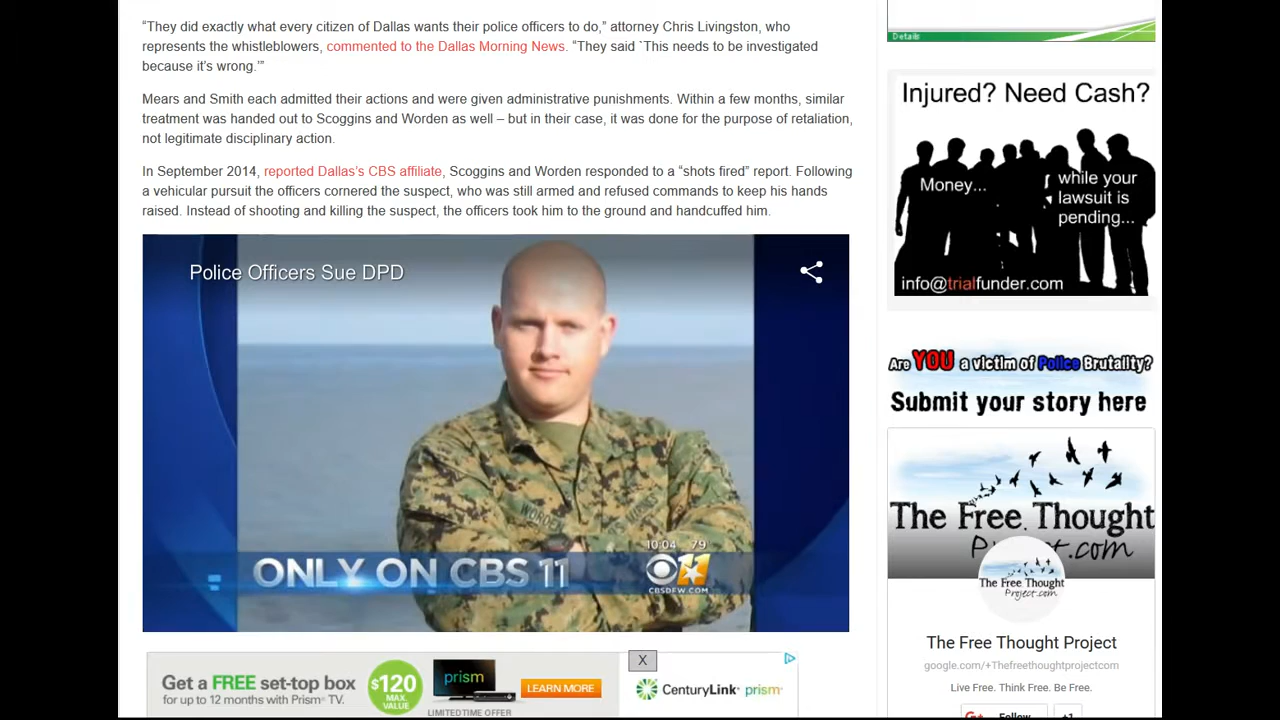 “They did exactly what every citizen of Dallas wants their police officers to do,” attorney Chris Livingston, who
represents the whistleblowers, commented to the Dallas Morning News. “They said `This needs to be investigated
because it’s wrong.’”
Mears and Smith each admitted their actions and were given administrative punishments. Within a few months, similar
treatment was handed out to Scoggins and Worden as well – but in their case, it was done for the purpose of retaliation,
not legitimate disciplinary action.
In September 2014, reported Dallas’s CBS affiliate, Scoggins and Worden responded to a “shots fired” report. Following
a vehicular pursuit the officers cornered the suspect, who was still armed and refused commands to keep his hands
raised. Instead of shooting and killing the suspect, the officers took him to the ground and handcuffed him.
Police Officers Sue DPD
WORDEN
10:04 79
ONLY ON CBS 11
11
CBSDFW.COM
Get a FREE set-top box
for up to 12 months with Prism™ TV.
$120
MAX.
VALUE
prism
LIMITED TIME OFFER
LEARN MORE
X
CenturyLink® prism™
Details
Injured? Need Cash?
Money...
while your
lawsuit is
pending...
info@trialfunder.com
Are YOU a victim of Police Brutality?
Submit your story here
The Free Thought
Project.com
The Free Thought
Project.com
The Free Thought Project
google.com/+Thefreethoughtprojectcom
Live Free. Think Free. Be Free.
G+ Follow +1